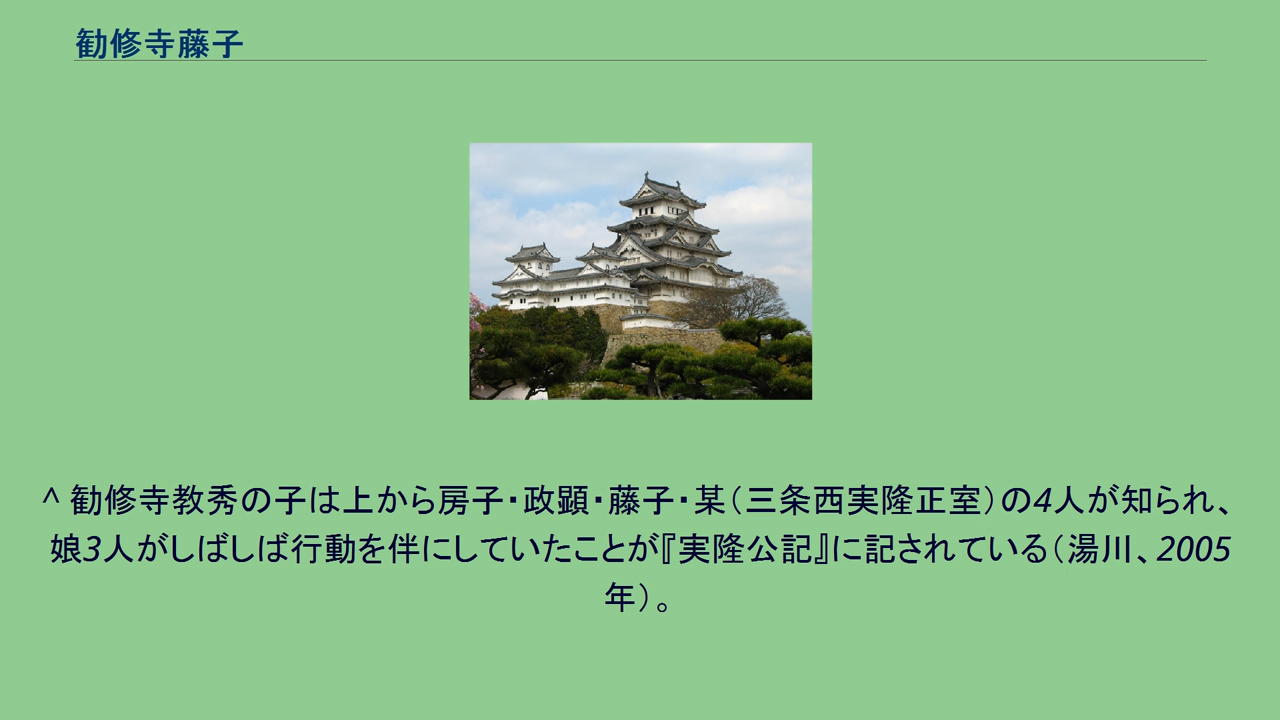 勧修寺藤子
^ 勧修寺教秀の子は上から房子・政顕・藤子・某（三条西実隆正室）の4人が知られ、
娘3人がしばしば行動を伴にしていたことが『実隆公記』に記されている（湯川、2005
年）。